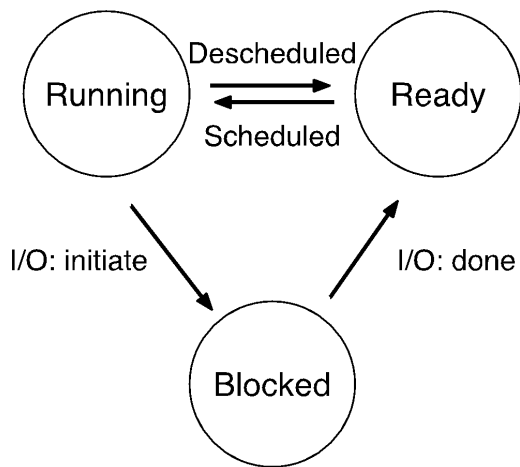 Descheduled
Running
Ready
Scheduled
I/O: initiate
I/O: done
Blocked